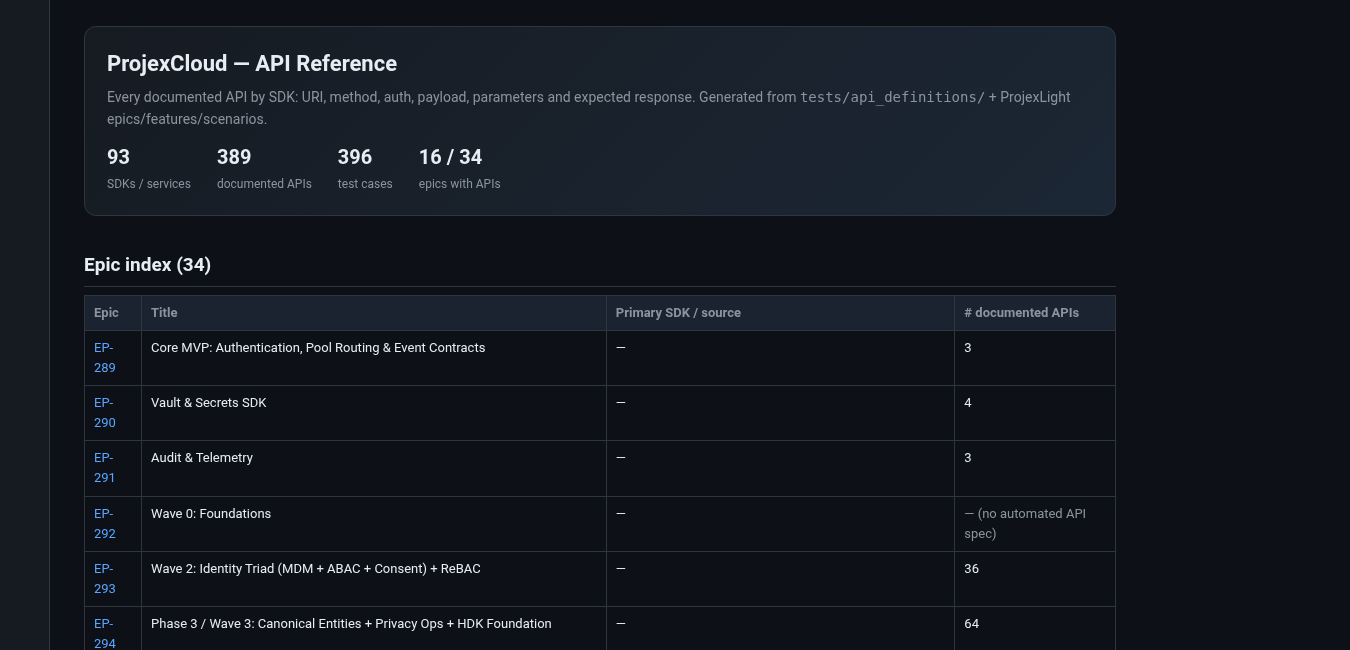 ProjexCloud — API Reference
Every documented API by SDK: URI, method, auth, payload, parameters and expected response. Generated from tests/api_definitions/ + ProjexLight
epics/features/scenarios.
93 389 396 16 / 34
SDKs / services documented APIs test cases epics with APIs
Epic index (34)
Epic Title Primary SDK / source # documented APIs
EP- Core MVP: Authentication, Pool Routing & Event Contracts — 3
289
EP- Vault & Secrets SDK — 4
290
EP- Audit & Telemetry — 3
291
EP- Wave 0: Foundations — — (no automated API
292 spec)
EP- Wave 2: Identity Triad (MDM + ABAC + Consent) + ReBAC — 36
293
EP- Phase 3 / Wave 3: Canonical Entities + Privacy Ops + HDK Foundation — 64
294